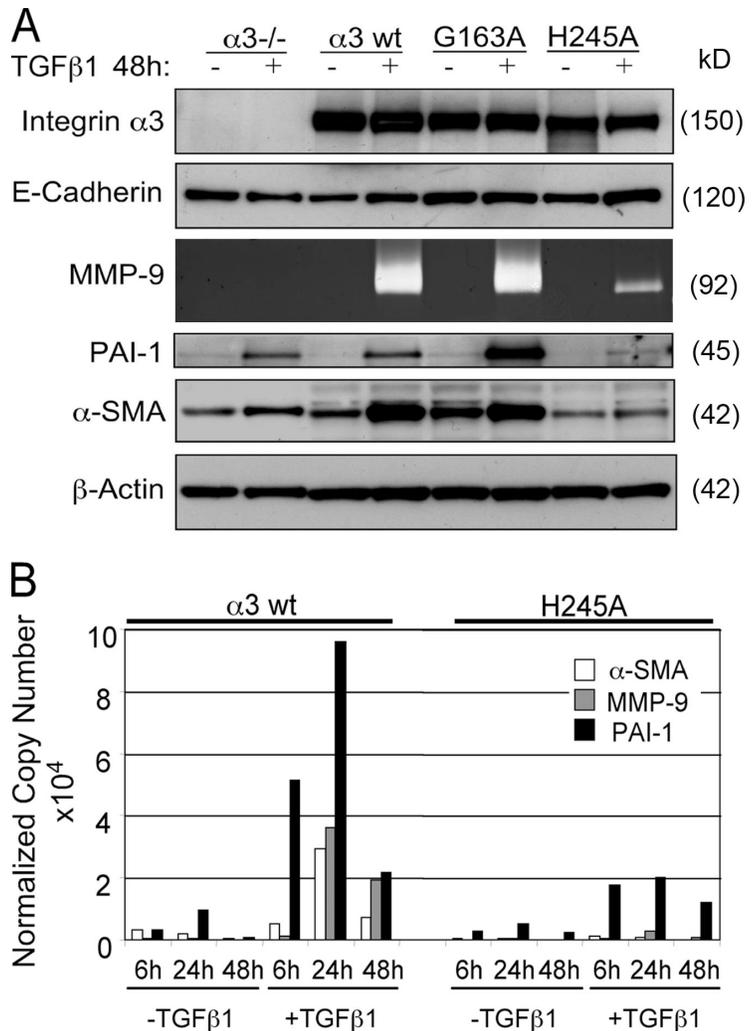 A
α3-/- α3 wt G163A H245A
TGFβ1 48h: - + - + - + - + kD
Integrin α3 (150)
E-Cadherin (120)
MMP-9 (92)
PAI-1 (45)
α-SMA (42)
β-Actin (42)
B
α3 wt H245A
Normalized Copy Number
x10⁴
10
8
6
4
2
0
α-SMA
MMP-9
PAI-1
6h 24h 48h 6h 24h 48h 6h 24h 48h 6h 24h 48h
-TGFβ1 +TGFβ1 -TGFβ1 +TGFβ1